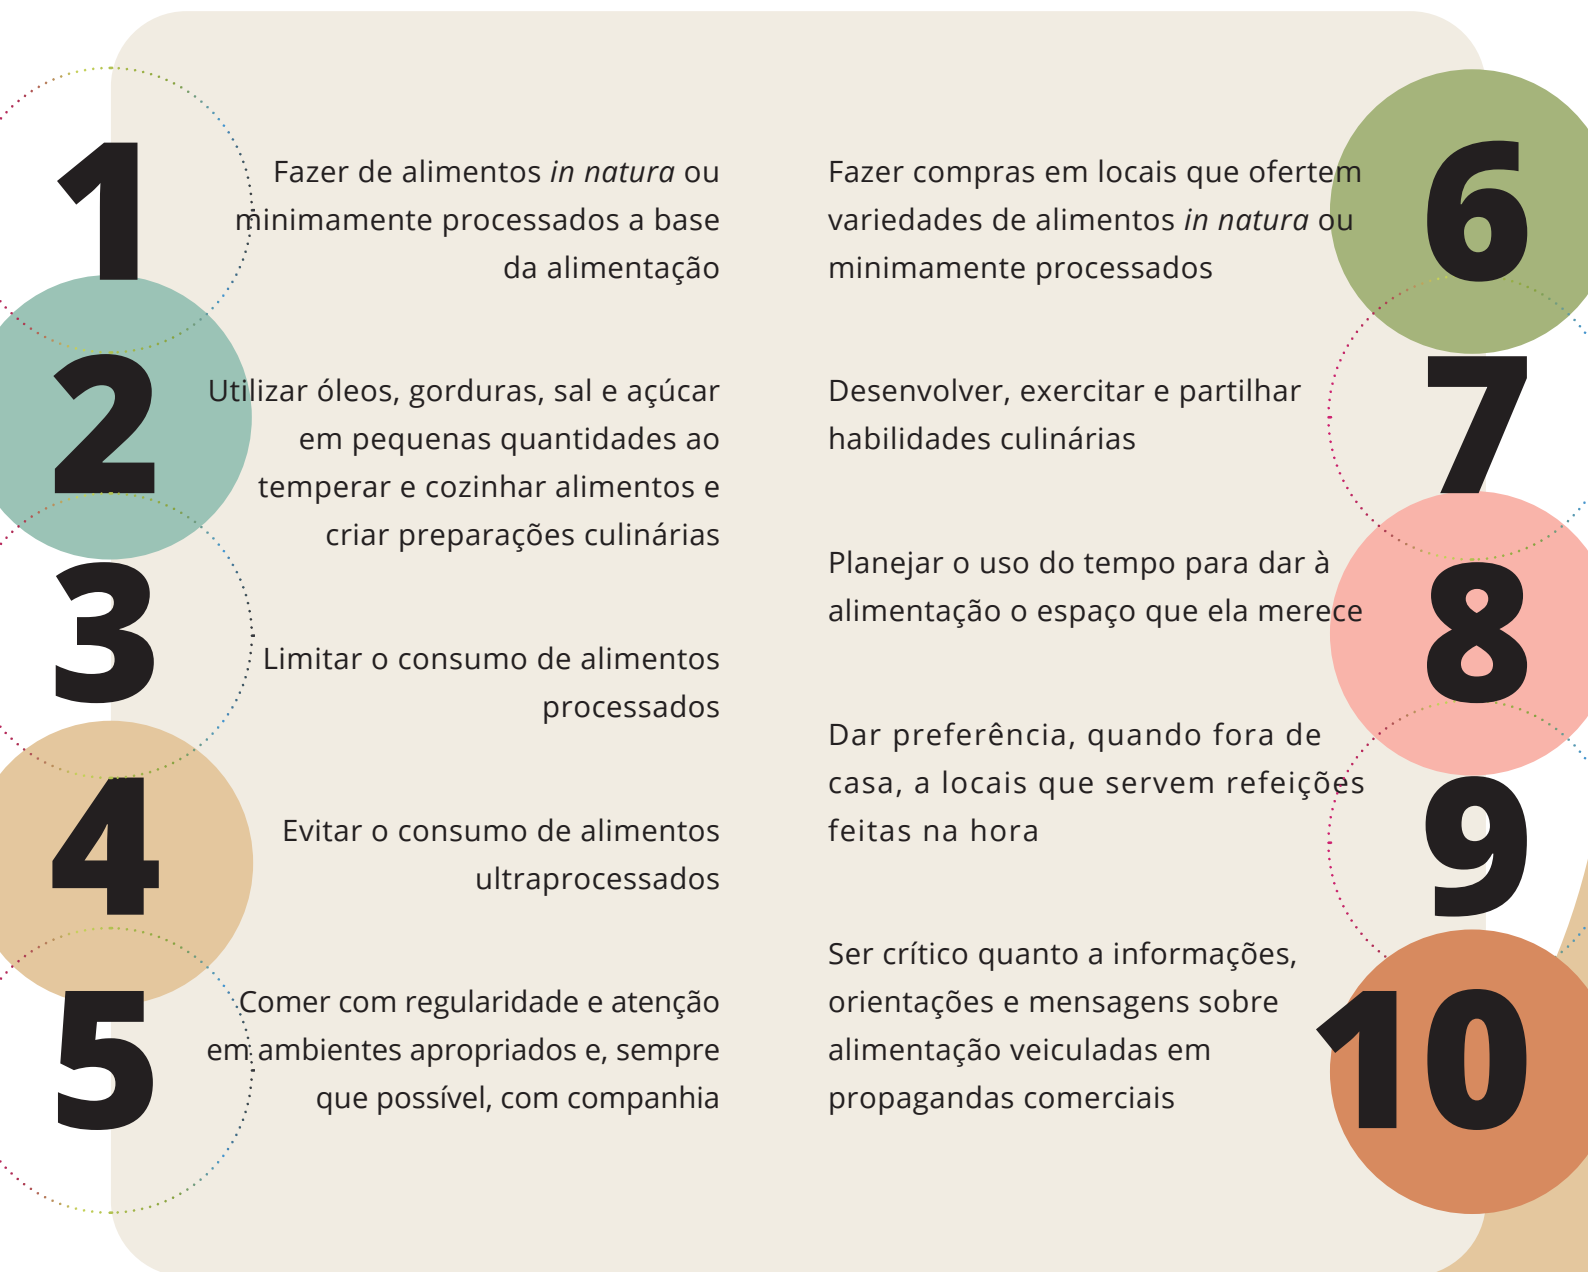 1
Fazer de alimentos in natura ou
minimamente processados a base
da alimentação
2
Utilizar óleos, gorduras, sal e açúcar
em pequenas quantidades ao
temperar e cozinhar alimentos e
criar preparações culinárias
3
Limitar o consumo de alimentos
processados
4
Evitar o consumo de alimentos
ultraprocessados
5
Comer com regularidade e atenção
em ambientes apropriados e, sempre
que possível, com companhia
6
Fazer compras em locais que ofertem
variedades de alimentos in natura ou
minimamente processados
7
Desenvolver, exercitar e partilhar
habilidades culinárias
8
Planejar o uso do tempo para dar à
alimentação o espaço que ela merece
9
Dar preferência, quando fora de
casa, a locais que servem refeições
feitas na hora
10
Ser crítico quanto a informações,
orientações e mensagens sobre
alimentação veiculadas em
propagandas comerciais